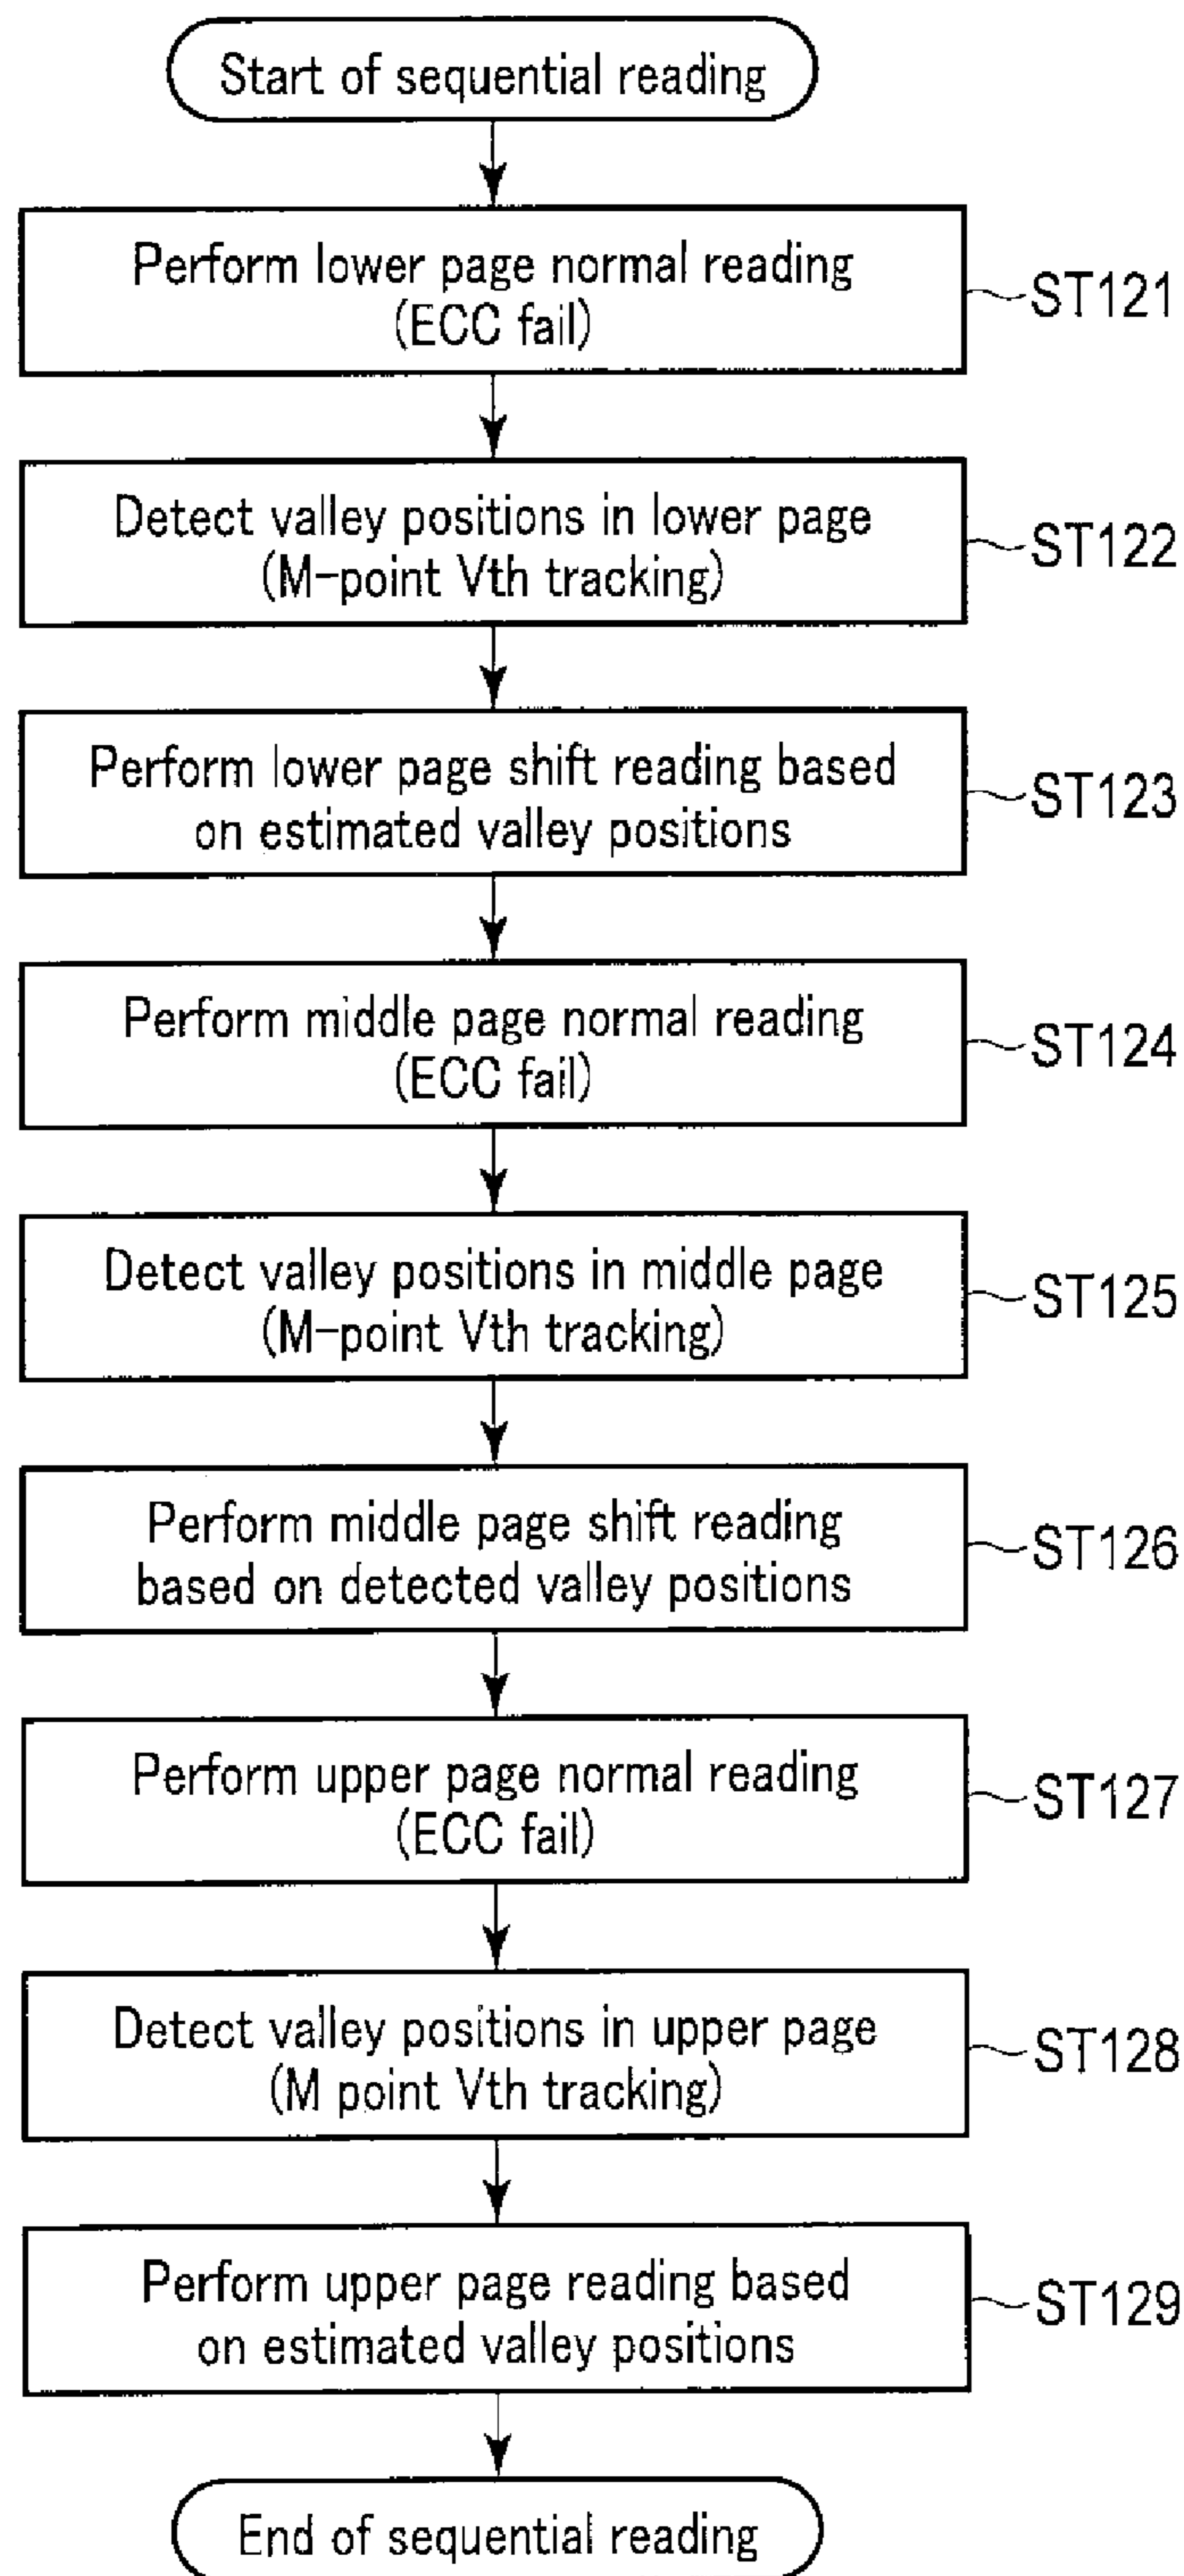 Start of sequential reading
Perform lower page normal reading
(ECC fail)
ST121
Detect valley positions in lower page
(M-point Vth tracking)
ST122
Perform lower page shift reading based
on estimated valley positions
ST123
Perform middle page normal reading
(ECC fail)
ST124
Detect valley positions in middle page
(M-point Vth tracking)
ST125
Perform middle page shift reading
based on detected valley positions
ST126
Perform upper page normal reading
(ECC fail)
ST127
Detect valley positions in upper page
(M point Vth tracking)
ST128
Perform upper page reading based
on estimated valley positions
ST129
End of sequential reading